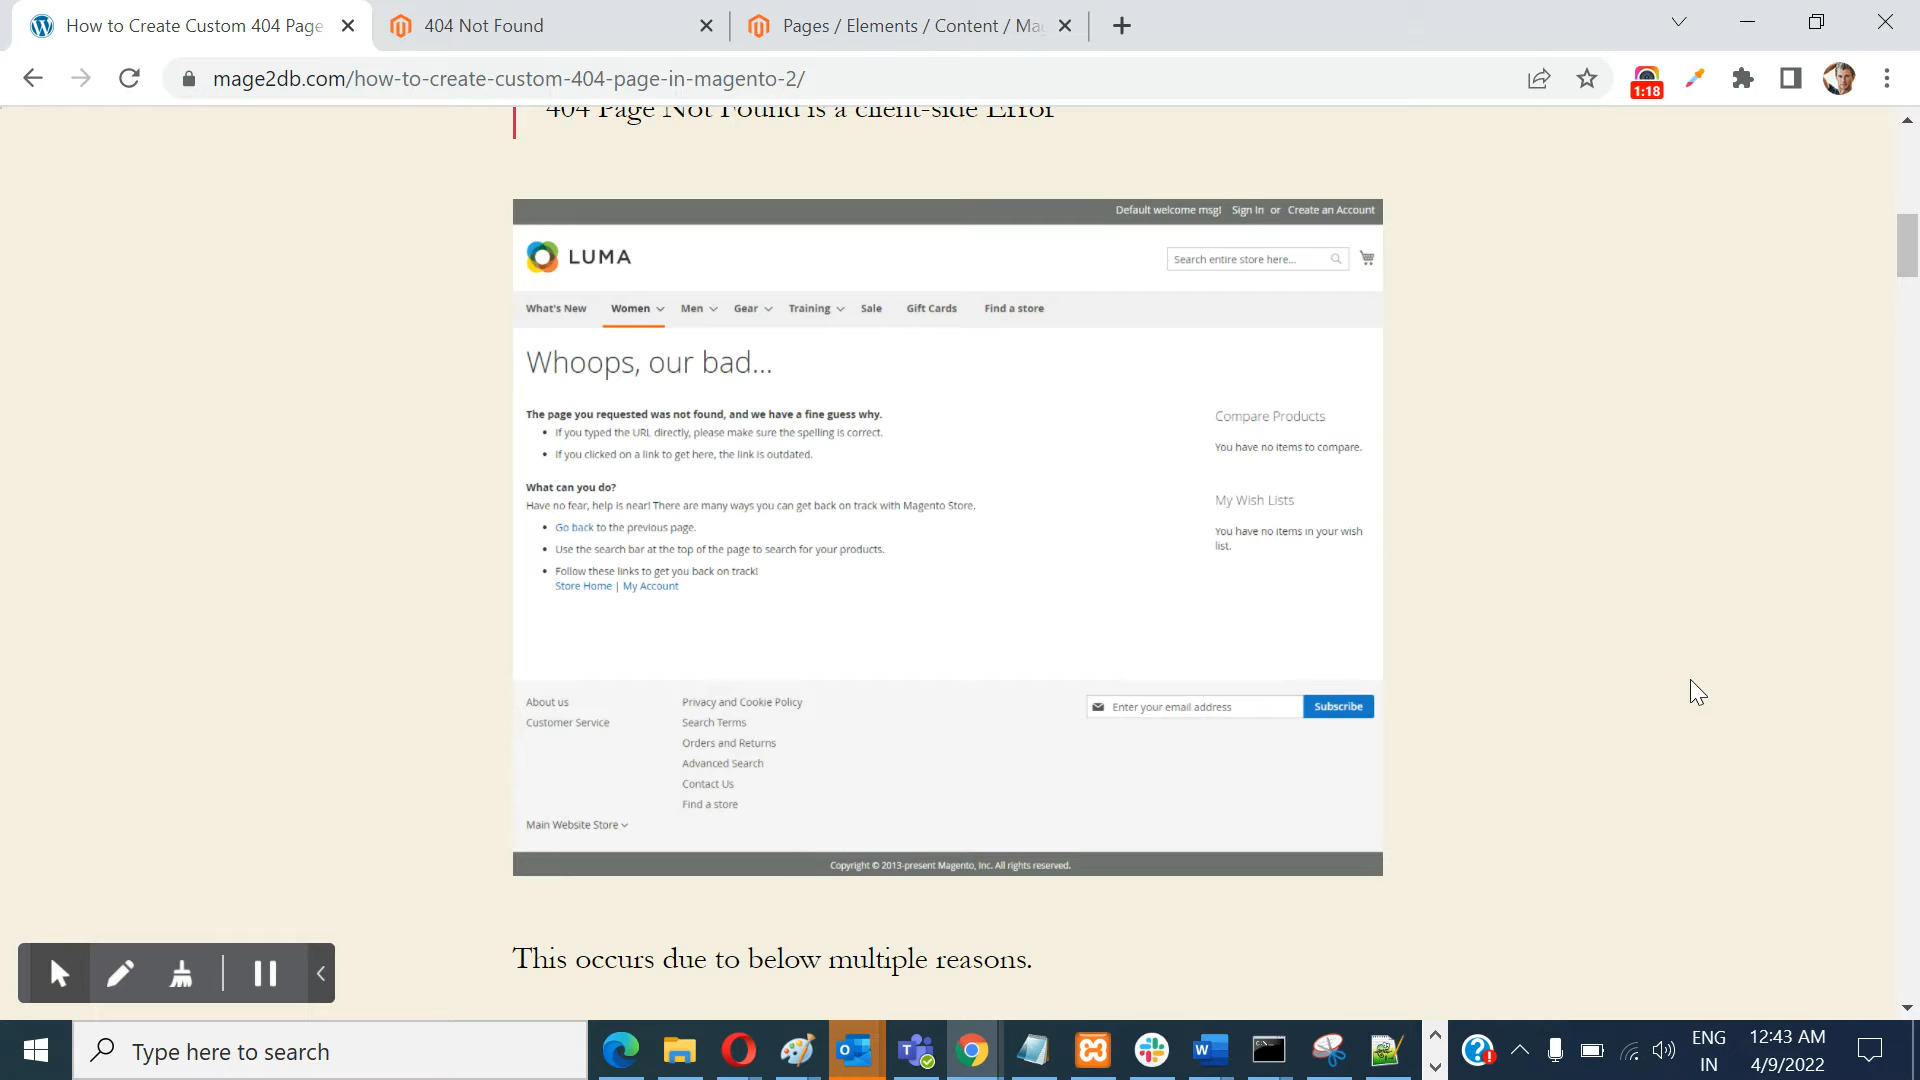 How to Create Custom 404 Page
404 Not Found
Pages / Elements / Content / Ma
mage2db.com/how-to-create-custom-404-page-in-magento-2/
1:18
404 Page Not Found is a client-side Error
Default welcome msg! Sign In or Create an Account
LUMA
Search entire store here...
What's New Women Men Gear Training Sale Gift Cards Find a store
Whoops, our bad...
The page you requested was not found, and we have a fine guess why.
• If you typed the URL directly, please make sure the spelling is correct.
• If you clicked on a link to get here, the link is outdated.
What can you do?
Have no fear, help is near! There are many ways you can get back on track with Magento Store.
• Go back to the previous page.
• Use the search bar at the top of the page to search for your products.
• Follow these links to get you back on track!
Store Home | My Account
Compare Products
You have no items to compare.
My Wish Lists
You have no items in your wish
list.
About us
Customer Service
Privacy and Cookie Policy
Search Terms
Orders and Returns
Advanced Search
Contact Us
Find a store
Enter your email address
Subscribe
Main Website Store
Copyright © 2013-present Magento, Inc. All rights reserved.
This occurs due to below multiple reasons.
Type here to search
ENG
IN
12:43 AM
4/9/2022